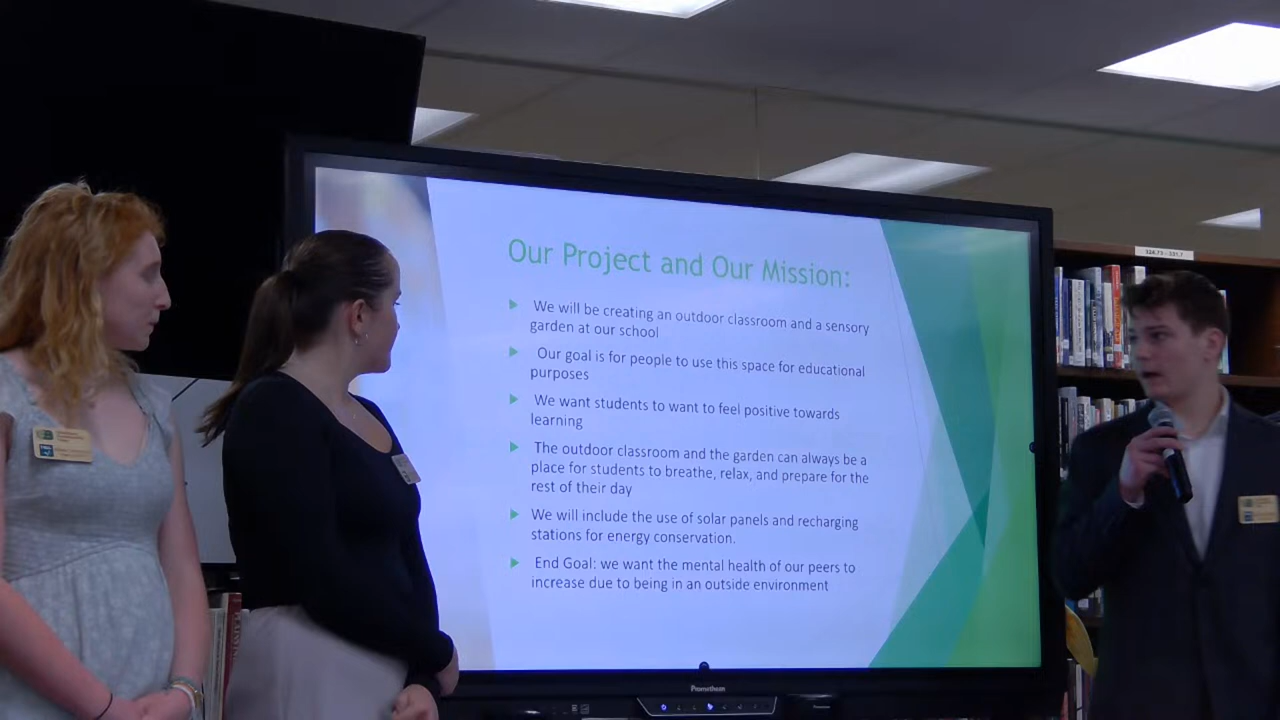 Our Project and Our Mission:
We will be creating an outdoor classroom and a sensory
garden at our school
Our goal is for people to use this space for educational
purposes
We want students to want to feel positive towards
learning
The outdoor classroom and the garden can always be a
place for students to breathe, relax, and prepare for the
rest of their day
We will include the use of solar panels and recharging
stations for energy conservation.
End Goal: we want the mental health of our peers to
increase due to being in an outside environment
Promethean